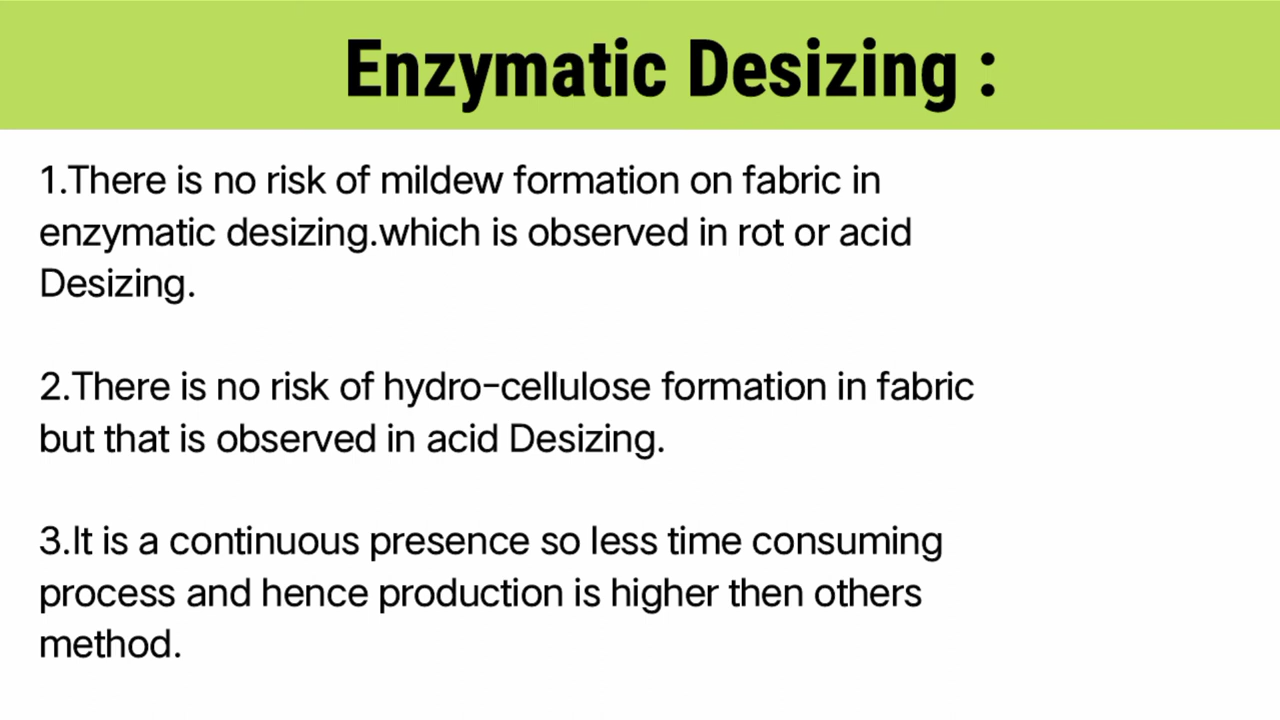 Enzymatic Desizing :
1.There is no risk of mildew formation on fabric in
enzymatic desizing.which is observed in rot or acid
Desizing.
2.There is no risk of hydro-cellulose formation in fabric
but that is observed in acid Desizing.
3.It is a continuous presence so less time consuming
process and hence production is higher then others
method.